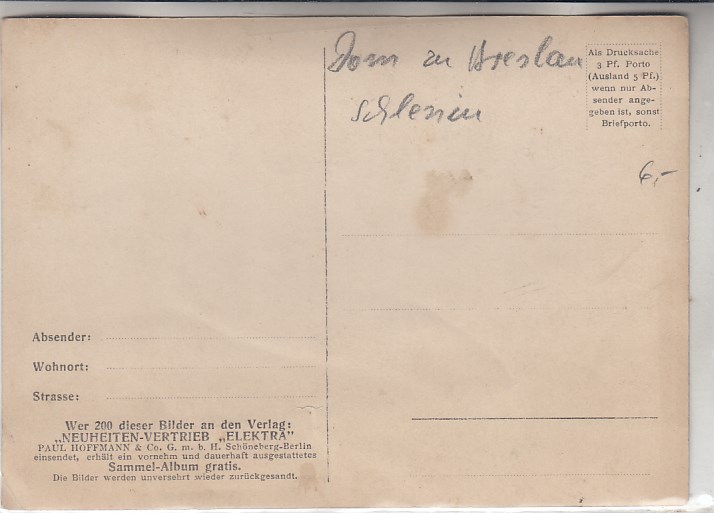 Dom zu Breslau
Schlesien
Als Drucksache
3 Pf. Porto
(Ausland 5 Pf.)
wenn nur Ab-
sender ange-
geben ist, sonst
Briefporto.
6,-
Absender:
Wohnort:
Strasse:
Wer 200 dieser Bilder an den Verlag:
„NEUHEITEN-VERTRIEB „ELEKTRA"
PAUL HOFFMANN & Co. G. m. b. H. Schöneberg-Berlin
einsendet, erhält ein vornehm und dauerhaft ausgestattetes
Sammel-Album gratis.
Die Bilder werden unversehrt wieder zurückgesandt.